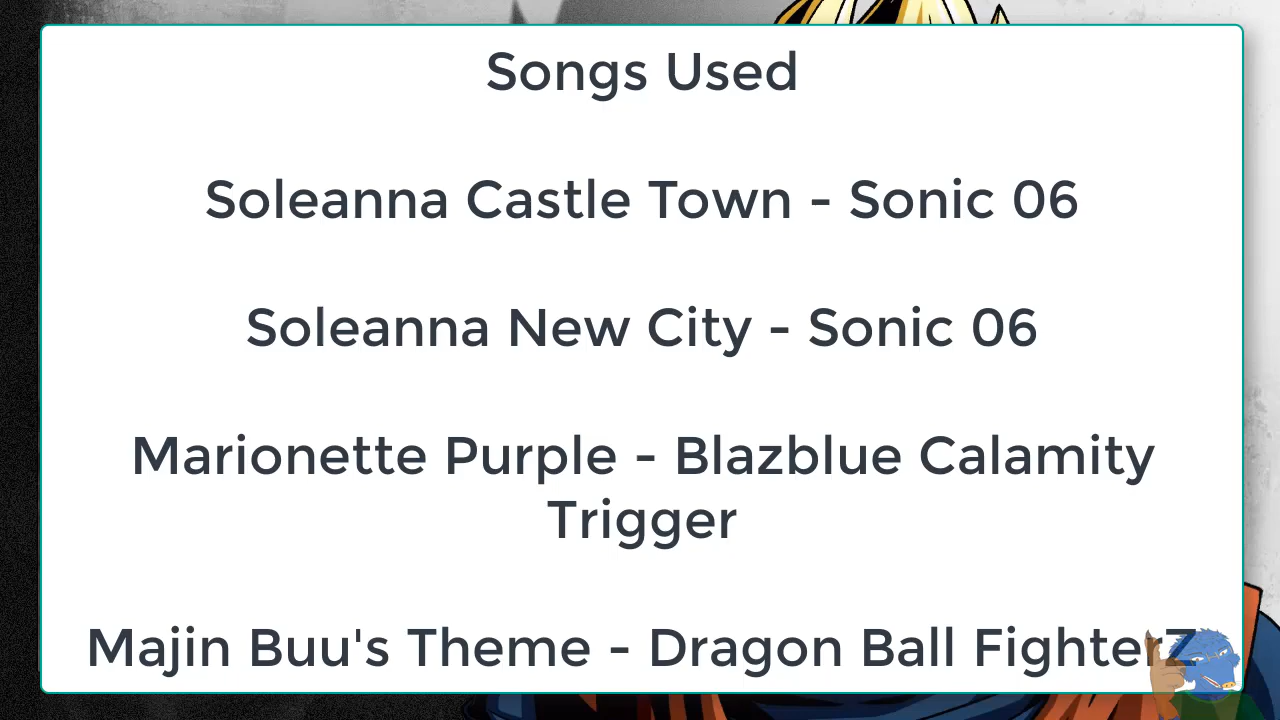 Songs Used
Soleanna Castle Town - Sonic 06
Soleanna New City - Sonic 06
Marionette Purple - Blazblue Calamity
Trigger
Majin Buu's Theme - Dragon Ball FighterZ